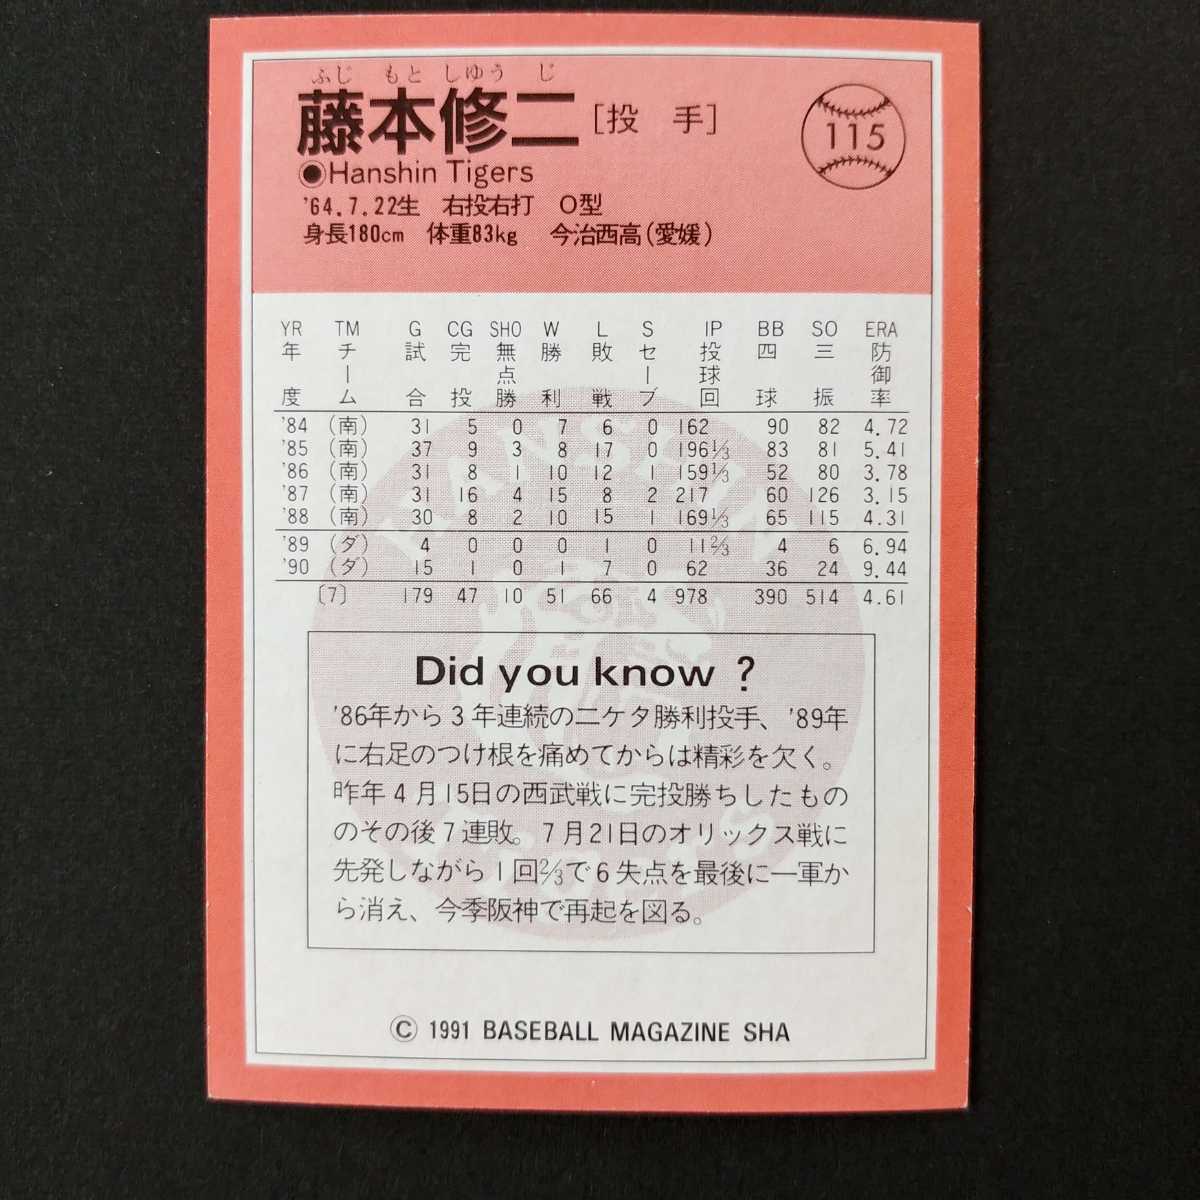 ふじ もと しゆう じ
藤本修二 [投 手]
115
◉Hanshin Tigers
'64.7.22生 右投右打 O型
身長180cm 体重83kg 今治西高(愛媛)
YR TM G CG SHO W L S IP BB SO ERA
年度 チーム 試合 完投 無点勝 勝利 敗戦 セーブ 投球回 四球 三振 防御率
'84 (南) 31 5 0 7 6 0 162 90 82 4.72
'85 (南) 37 9 3 8 17 0 196 1/3 83 81 5.41
'86 (南) 31 8 1 10 12 1 159 1/3 52 80 3.78
'87 (南) 31 16 4 15 8 2 217 60 126 3.15
'88 (南) 30 8 2 10 15 1 169 1/3 65 115 4.31
'89 (ダ) 4 0 0 0 1 0 11 2/3 4 6 6.94
'90 (ダ) 15 1 0 1 7 0 62 36 24 9.44
〔7〕 179 47 10 51 66 4 978 390 514 4.61
HANSHIN
TIGERS
Did you know ?
'86年から3年連続の二ケタ勝利投手、'89年
に右足のつけ根を痛めてからは精彩を欠く。
昨年4月15日の西武戦に完投勝ちしたもの
のその後7連敗。7月21日のオリックス戦に
先発しながら1回2/3で6失点を最後に一軍か
ら消え、今季阪神で再起を図る。
© 1991 BASEBALL MAGAZINE SHA